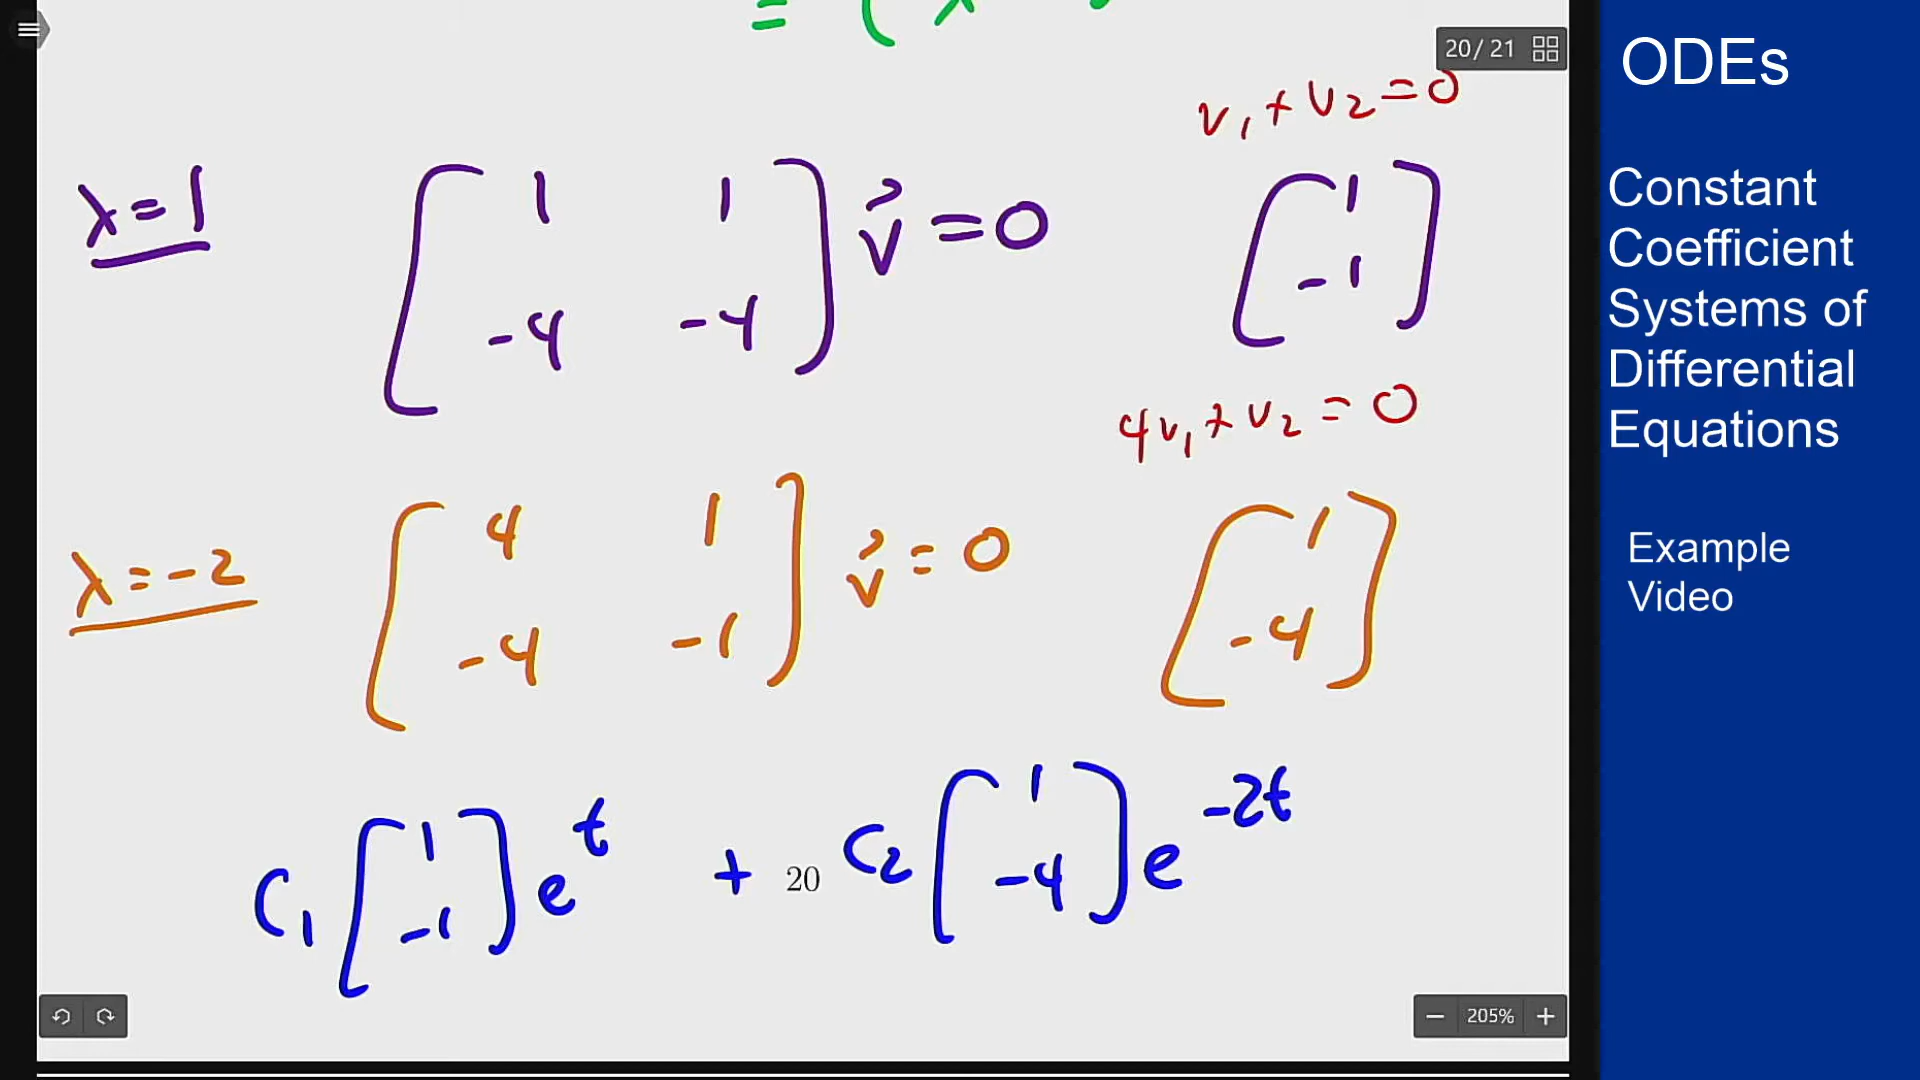 = ( λ
20 / 21
v₁ + v₂ = 0
λ = 1
[ 1 1 ; -4 -4 ] v⃗ = 0
[ 1 ; -1 ]
4v₁ + v₂ = 0
λ = -2
[ 4 1 ; -4 -1 ] v⃗ = 0
[ 1 ; -4 ]
C₁ [ 1 ; -1 ] e^t + C₂ [ 1 ; -4 ] e^{-2t}
20
205%
ODEs
Constant
Coefficient
Systems of
Differential
Equations
Example
Video